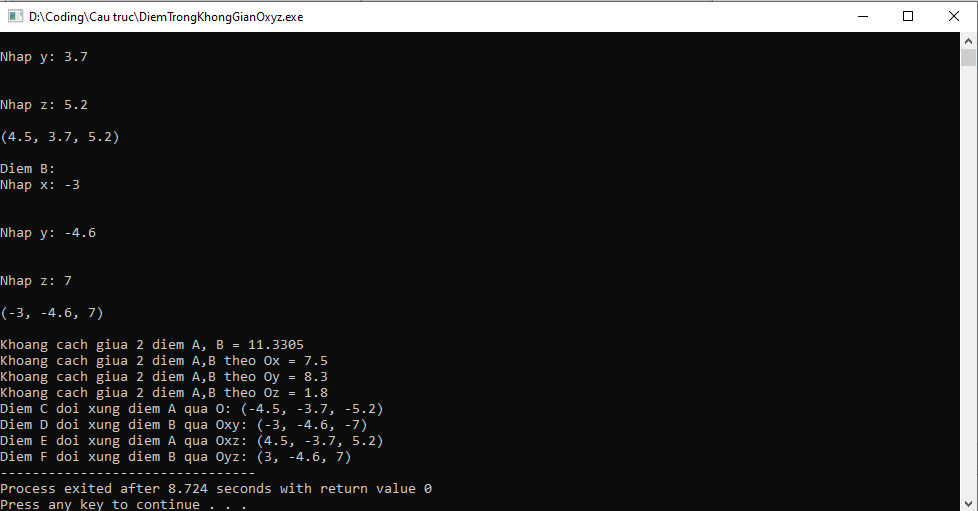 D:\Coding\Cau truc\DiemTrongKhongGianOxyz.exe
Nhap y: 3.7
Nhap z: 5.2
(4.5, 3.7, 5.2)
Diem B:
Nhap x: -3
Nhap y: -4.6
Nhap z: 7
(-3, -4.6, 7)
Khoang cach giua 2 diem A, B = 11.3305
Khoang cach giua 2 diem A,B theo Ox = 7.5
Khoang cach giua 2 diem A,B theo Oy = 8.3
Khoang cach giua 2 diem A,B theo Oz = 1.8
Diem C doi xung diem A qua O: (-4.5, -3.7, -5.2)
Diem D doi xung diem B qua Oxy: (-3, -4.6, -7)
Diem E doi xung diem A qua Oxz: (4.5, -3.7, 5.2)
Diem F doi xung diem B qua Oyz: (3, -4.6, 7)
--------------------------------
Process exited after 8.724 seconds with return value 0
Press any key to continue . . .